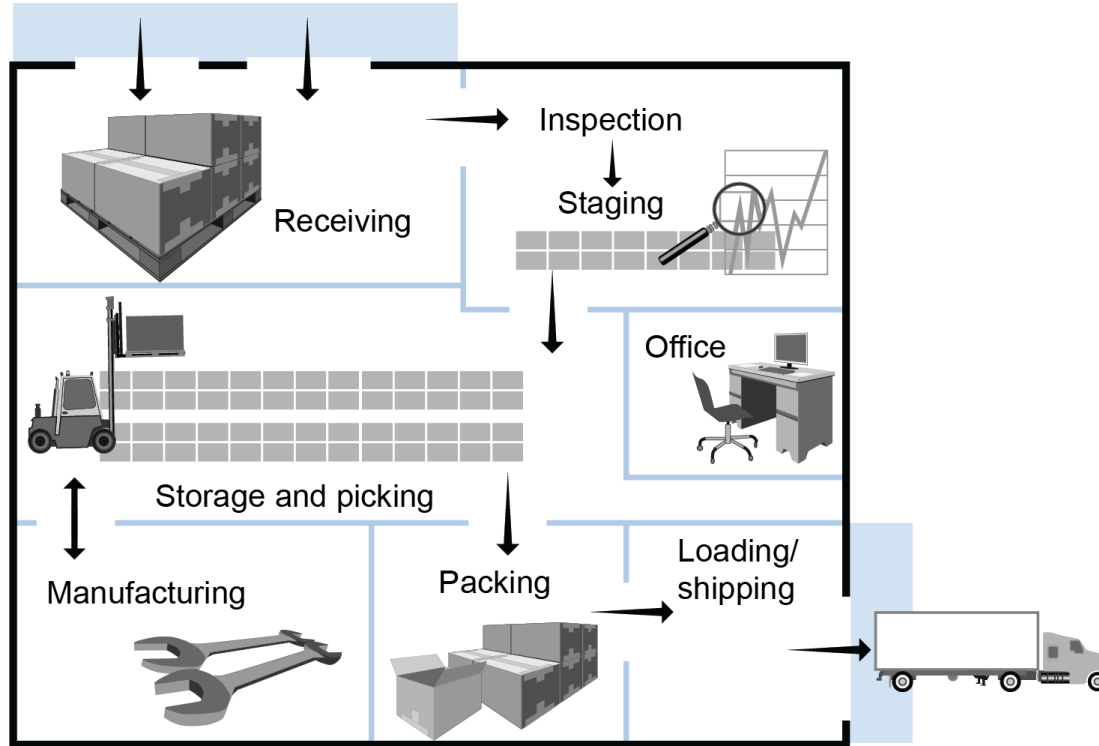 Inspection
Staging
Receiving
Office
Storage and picking
Manufacturing
Packing
Loading/
shipping